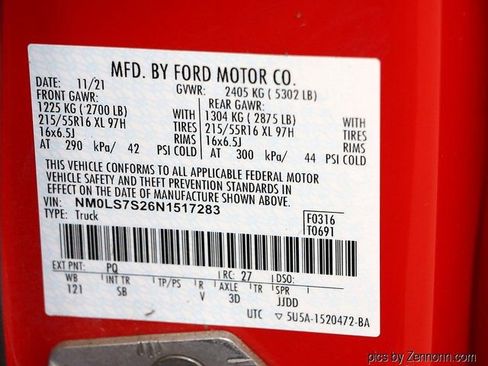 MFD. BY FORD MOTOR CO.
DATE: 11/21 GVWR: 2405 KG (5302 LB)
FRONT GAWR: REAR GAWR:
1225 KG (2700 LB) WITH 1304 KG (2875 LB) WITH
215/55R16 XL 97H TIRES 215/55R16 XL 97H TIRES
16x6.5J RIMS 16x6.5J RIMS
AT 290 kPa/ 42 PSI COLD AT 300 kPa/ 44 PSI COLD
THIS VEHICLE CONFORMS TO ALL APPLICABLE FEDERAL MOTOR
VEHICLE SAFETY AND THEFT PREVENTION STANDARDS IN
EFFECT ON THE DATE OF MANUFACTURE SHOWN ABOVE.
VIN: NM0LS7S26N1517283
TYPE: Truck
F0316
T0691
EXT PNT: PQ RC: 27 DSO:
WB INT TR TP/PS R AXLE TR SPR
121 SB V 3D JJDD
UTC ▽ 5U5A-1520472-BA
pics by Zennonn.com